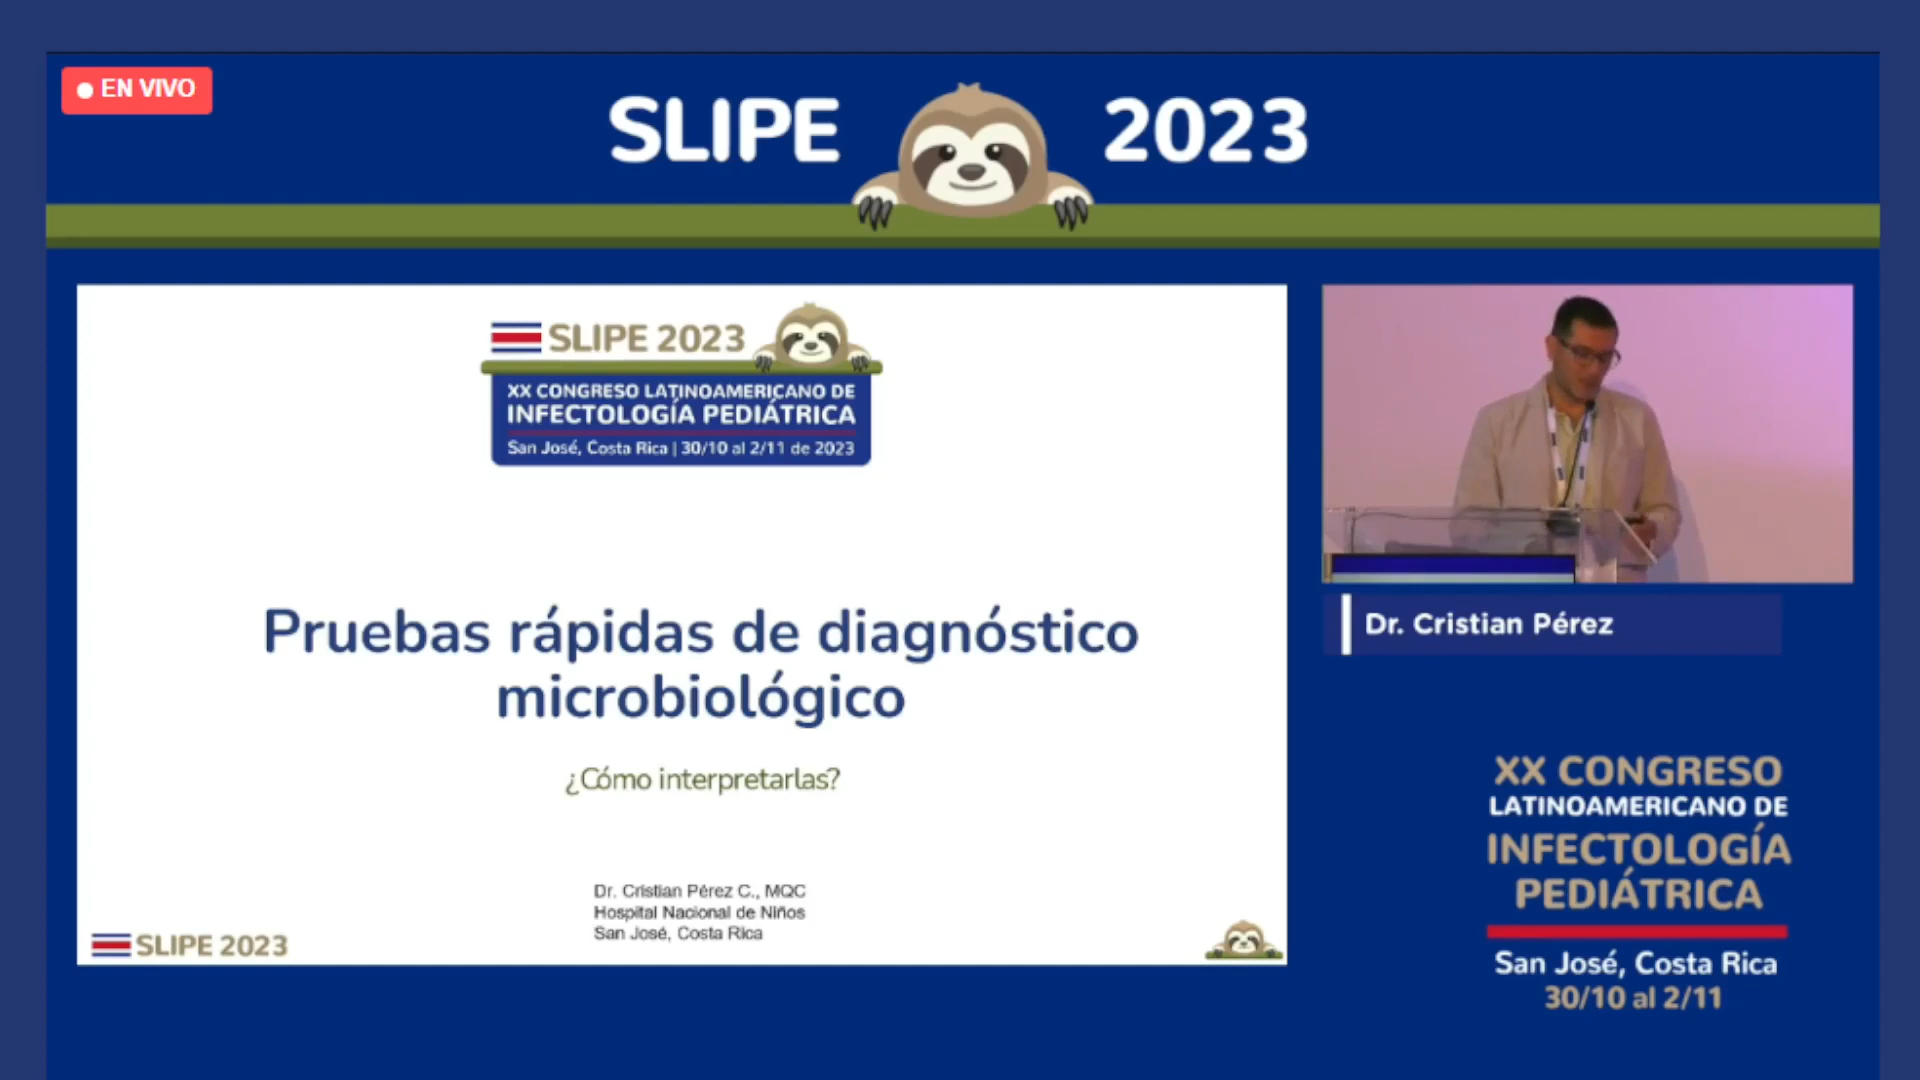 EN VIVO
SLIPE 2023
SLIPE 2023
XX CONGRESO LATINOAMERICANO DE
INFECTOLOGÍA PEDIÁTRICA
San José, Costa Rica | 30/10 al 2/11 de 2023
Pruebas rápidas de diagnóstico
microbiológico
¿Cómo interpretarlas?
Dr. Cristian Pérez C., MQC
Hospital Nacional de Niños
San José, Costa Rica
SLIPE 2023
Dr. Cristian Pérez
XX CONGRESO
LATINOAMERICANO DE
INFECTOLOGÍA
PEDIÁTRICA
San José, Costa Rica
30/10 al 2/11